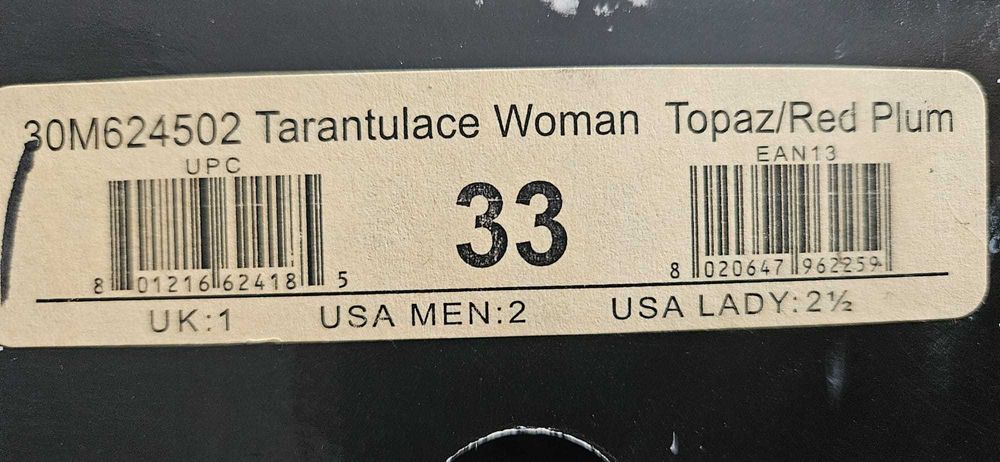 30M624502 Tarantulace Woman Topaz/Red Plum
UPC
EAN13
33
8 01216 62418 5
8 020647 962259
UK:1 USA MEN:2 USA LADY:2½